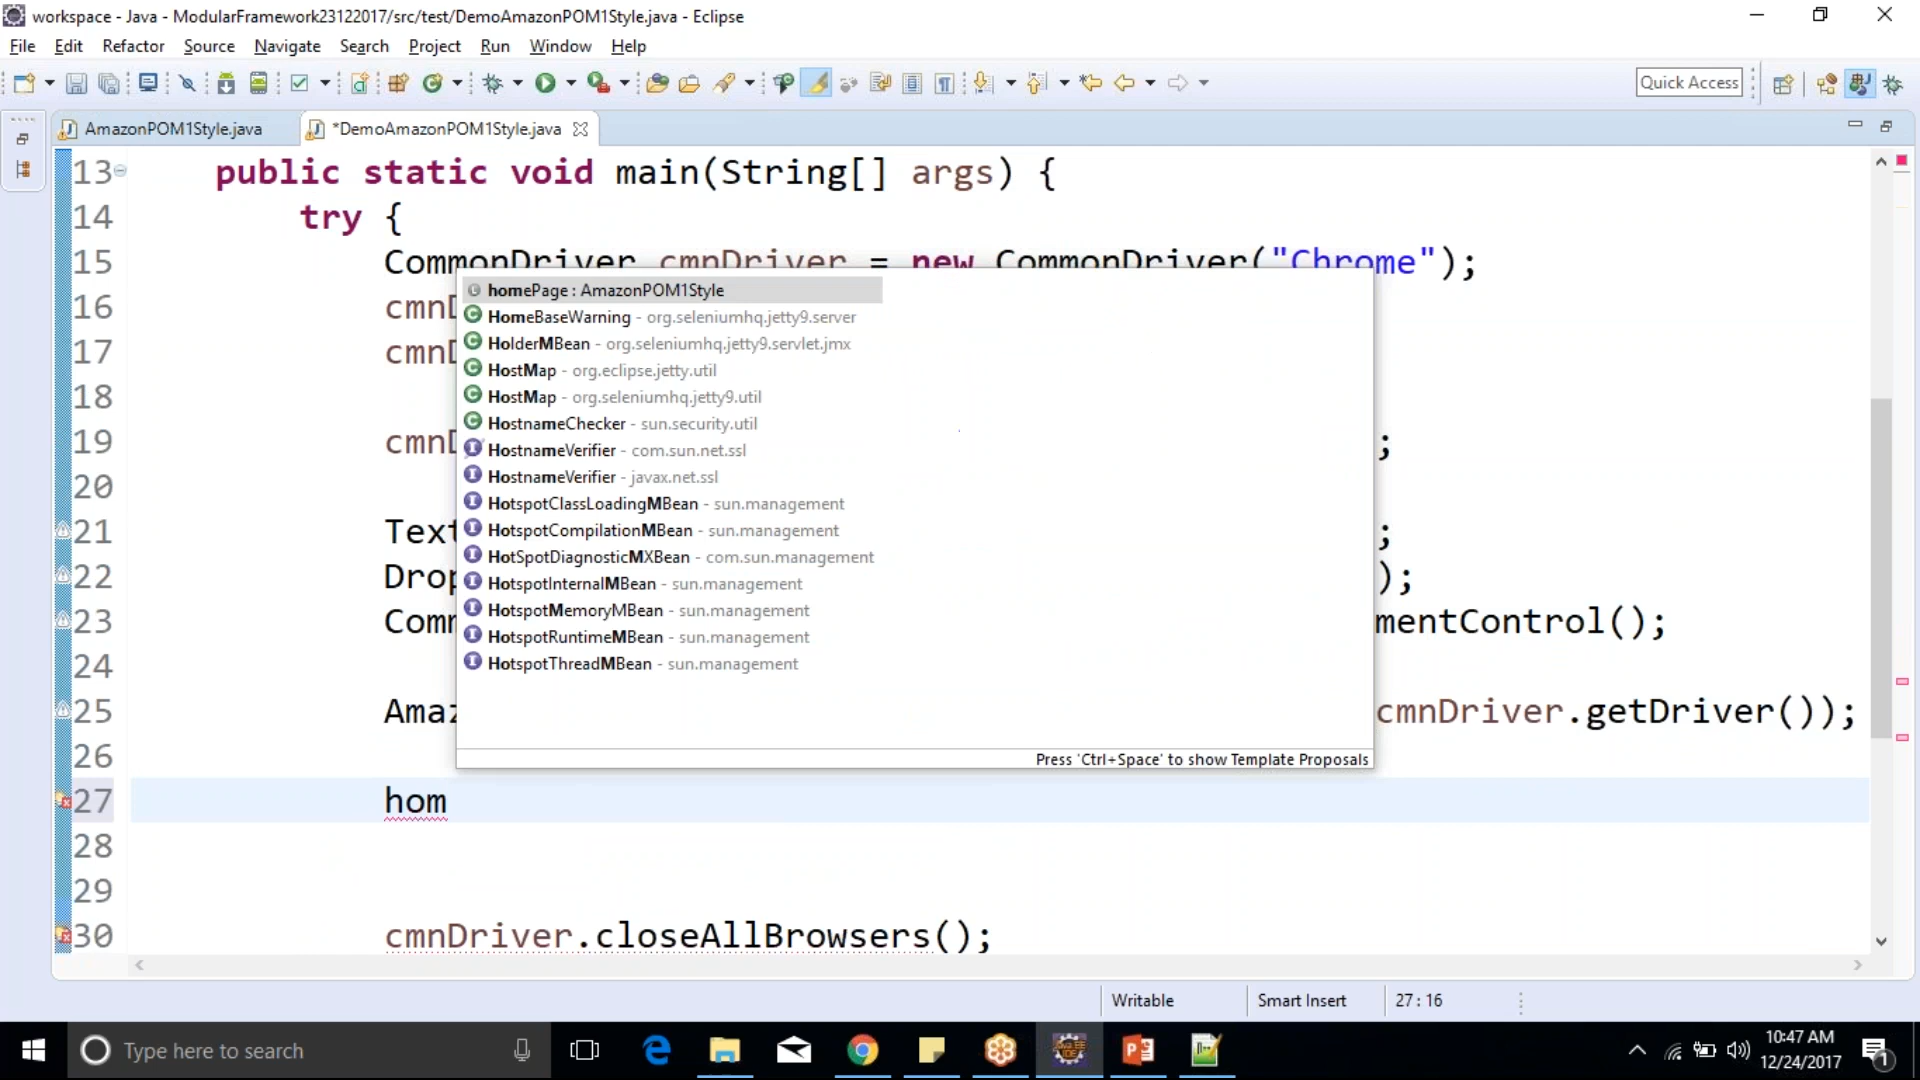 workspace - Java - ModularFramework23122017/src/test/DemoAmazonPOM1Style.java - Eclipse
File Edit Refactor Source Navigate Search Project Run Window Help
Quick Access
AmazonPOM1Style.java *DemoAmazonPOM1Style.java
13 public static void main(String[] args) {
14 try {
15 CommonDriver cmnDriver = new CommonDriver("Chrome");
16 cmnD
17 cmnD
18
19 cmnD ;
20
21 Text ;
22 Drop );
23 Comm mentControl();
24
25 Amaz cmnDriver.getDriver());
26
27 hom
28
29
30 cmnDriver.closeAllBrowsers();
homePage : AmazonPOM1Style
HomeBaseWarning - org.seleniumhq.jetty9.server
HolderMBean - org.seleniumhq.jetty9.servlet.jmx
HostMap - org.eclipse.jetty.util
HostMap - org.seleniumhq.jetty9.util
HostnameChecker - sun.security.util
HostnameVerifier - com.sun.net.ssl
HostnameVerifier - javax.net.ssl
HotspotClassLoadingMBean - sun.management
HotspotCompilationMBean - sun.management
HotSpotDiagnosticMXBean - com.sun.management
HotspotInternalMBean - sun.management
HotspotMemoryMBean - sun.management
HotspotRuntimeMBean - sun.management
HotspotThreadMBean - sun.management
Press 'Ctrl+Space' to show Template Proposals
Writable Smart Insert 27 : 16
Type here to search
10:47 AM
12/24/2017
1